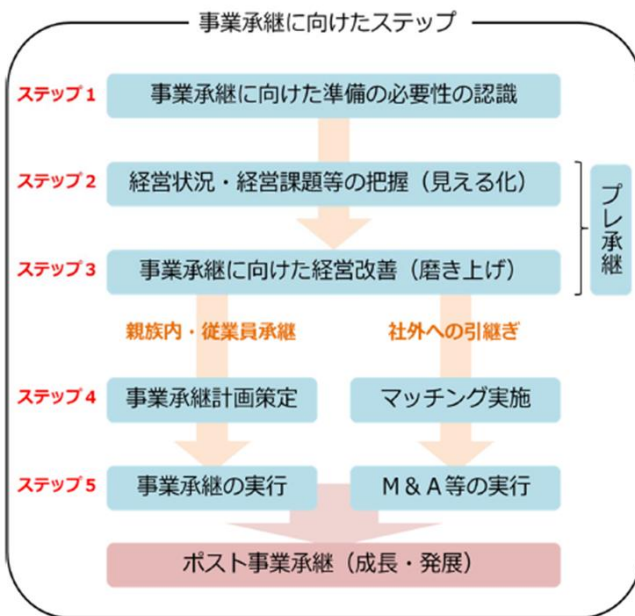 事業承継に向けたステップ
ステップ1
事業承継に向けた準備の必要性の認識
ステップ2
経営状況・経営課題等の把握（見える化）
プレ承継
ステップ3
事業承継に向けた経営改善（磨き上げ）
親族内・従業員承継
社外への引継ぎ
ステップ4
事業承継計画策定
マッチング実施
ステップ5
事業承継の実行
M＆A等の実行
ポスト事業承継（成長・発展）